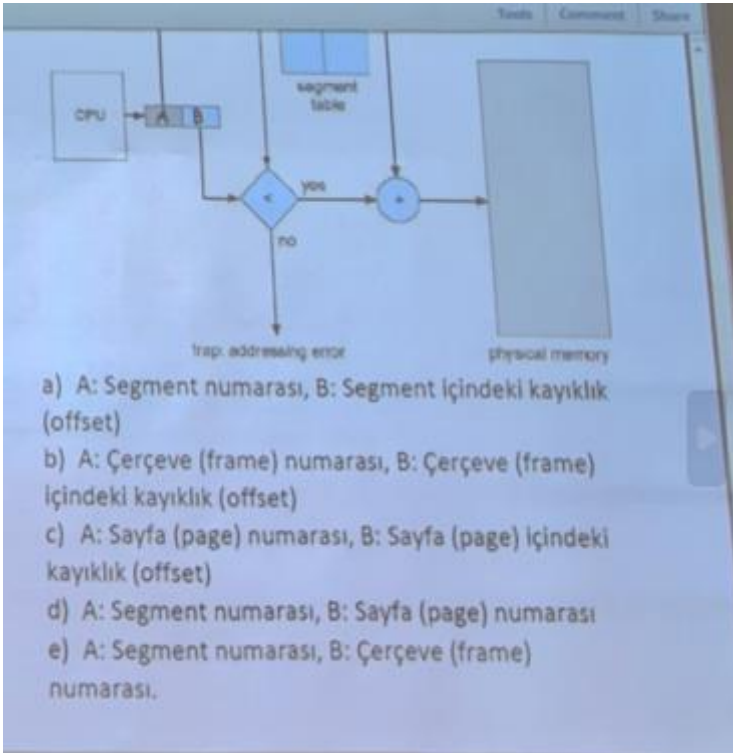 Tools Comment Share
segment
table
CPU
A B
<
yes
+
no
trap: addressing error
physical memory
a) A: Segment numarası, B: Segment içindeki kayıklık
(offset)
b) A: Çerçeve (frame) numarası, B: Çerçeve (frame)
içindeki kayıklık (offset)
c) A: Sayfa (page) numarası, B: Sayfa (page) içindeki
kayıklık (offset)
d) A: Segment numarası, B: Sayfa (page) numarası
e) A: Segment numarası, B: Çerçeve (frame)
numarası.